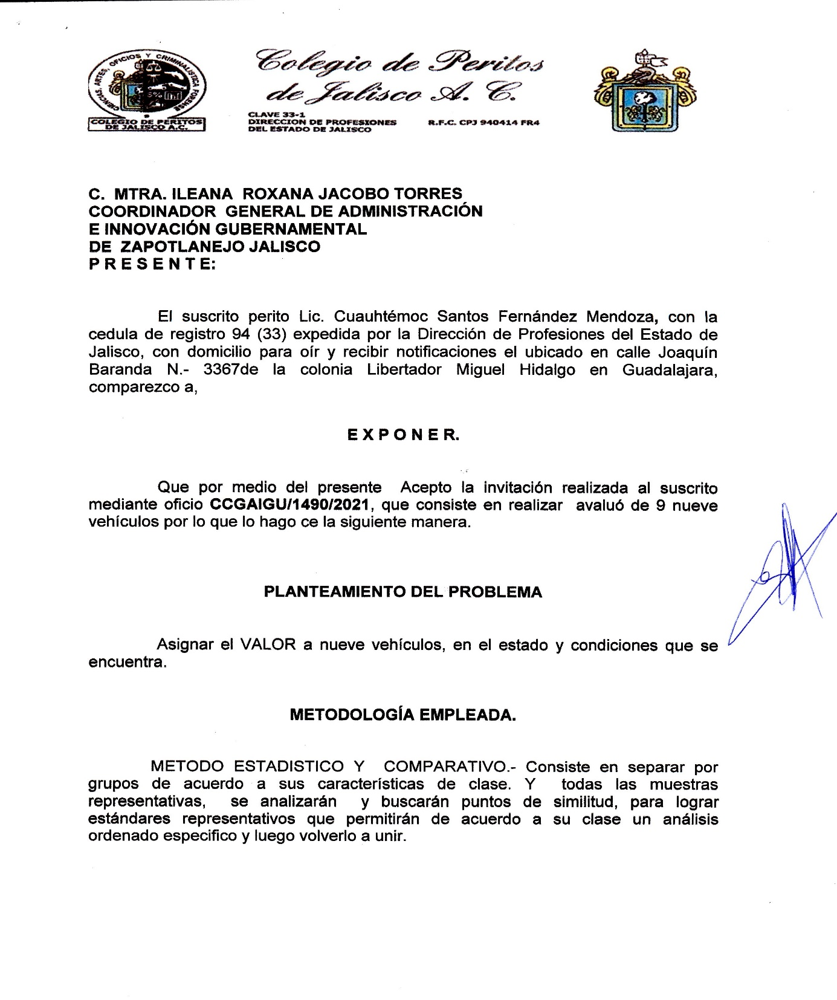 CIENCIAS, ARTES, OFICIOS Y CRIMINALISTICA FORENSE
COLEGIO DE PERITOS
DE JALISCO A.C.
Colegio de Peritos
de Jalisco A. C.
CLAVE 33-1
DIRECCION DE PROFESIONES R.F.C. CPJ 940414 FR4
DEL ESTADO DE JALISCO
C. MTRA. ILEANA ROXANA JACOBO TORRES
COORDINADOR GENERAL DE ADMINISTRACIÓN
E INNOVACIÓN GUBERNAMENTAL
DE ZAPOTLANEJO JALISCO
P R E S E N T E:
El suscrito perito Lic. Cuauhtémoc Santos Fernández Mendoza, con la
cedula de registro 94 (33) expedida por la Dirección de Profesiones del Estado de
Jalisco, con domicilio para oír y recibir notificaciones el ubicado en calle Joaquín
Baranda N.- 3367de la colonia Libertador Miguel Hidalgo en Guadalajara,
comparezco a,
E X P O N E R.
Que por medio del presente Acepto la invitación realizada al suscrito
mediante oficio CCGAIGU/1490/2021, que consiste en realizar avaluó de 9 nueve
vehículos por lo que lo hago ce la siguiente manera.
PLANTEAMIENTO DEL PROBLEMA
Asignar el VALOR a nueve vehículos, en el estado y condiciones que se
encuentra.
METODOLOGÍA EMPLEADA.
METODO ESTADISTICO Y COMPARATIVO.- Consiste en separar por
grupos de acuerdo a sus características de clase. Y todas las muestras
representativas, se analizarán y buscarán puntos de similitud, para lograr
estándares representativos que permitirán de acuerdo a su clase un análisis
ordenado especifico y luego volverlo a unir.